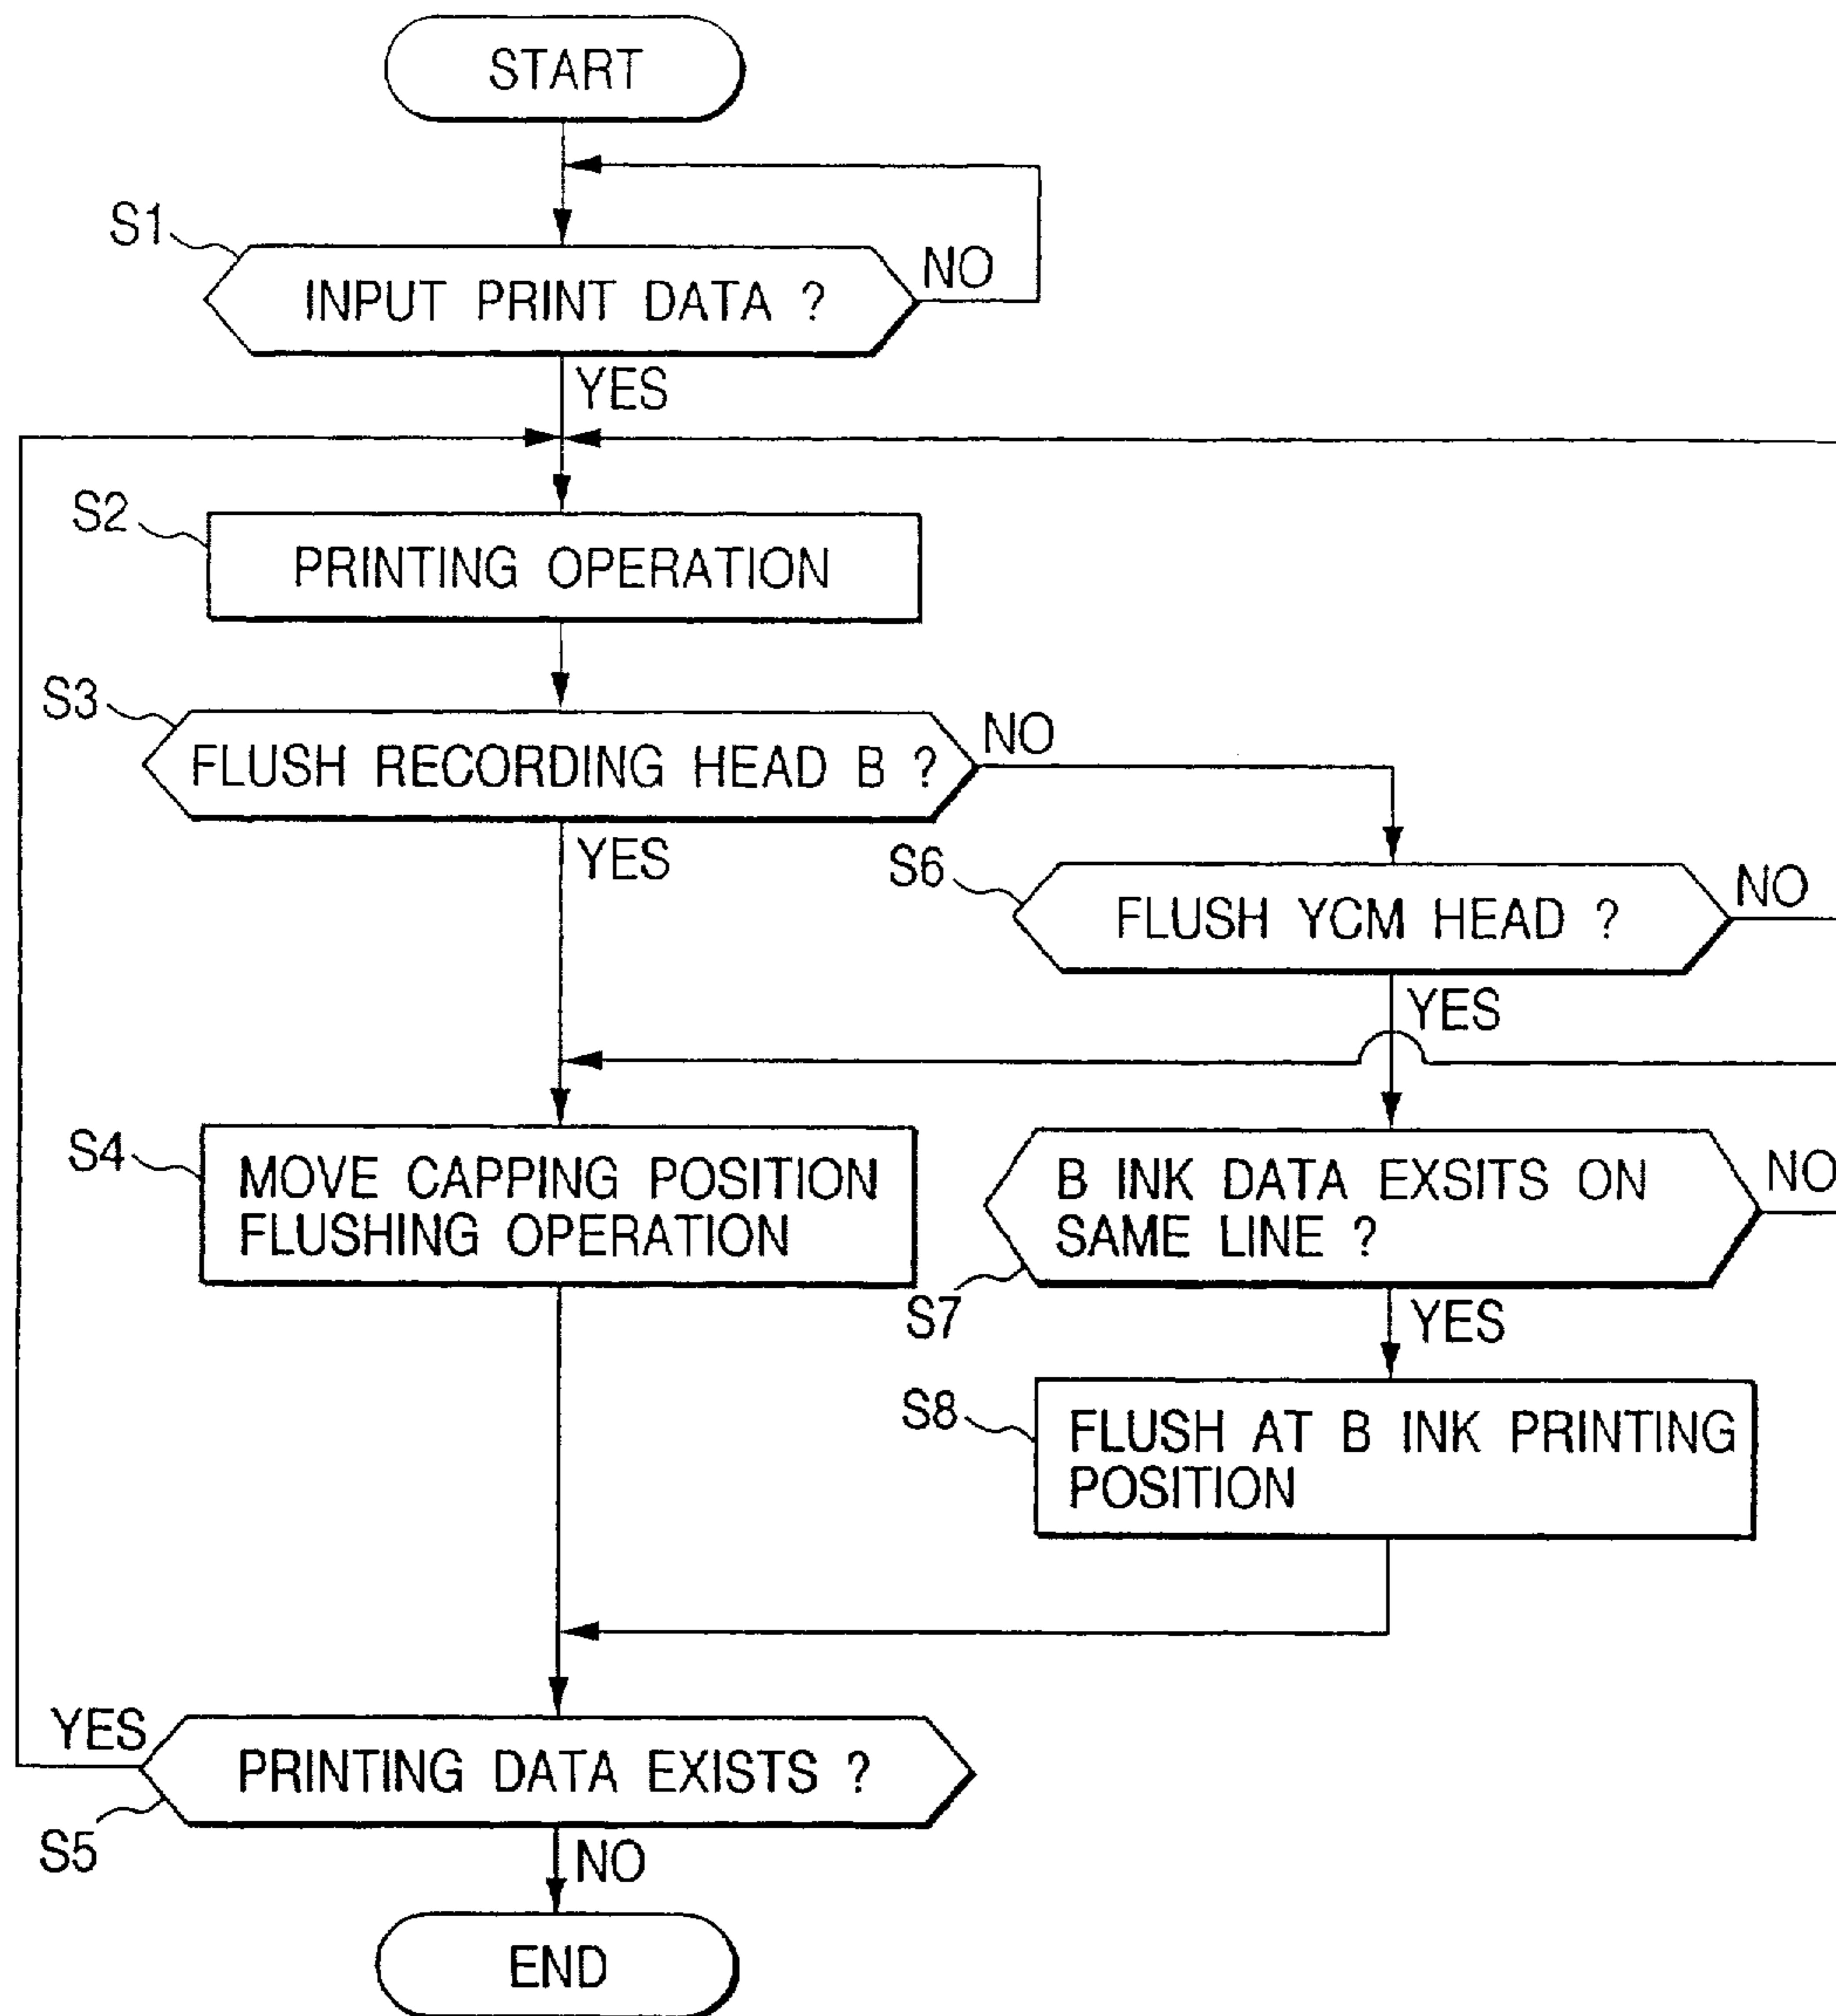 START
S1
INPUT PRINT DATA ?
NO
YES
S2
PRINTING OPERATION
S3
FLUSH RECORDING HEAD B ?
NO
YES
S6
FLUSH YCM HEAD ?
NO
YES
S4
MOVE CAPPING POSITION
FLUSHING OPERATION
S7
B INK DATA EXSITS ON
SAME LINE ?
NO
YES
S8
FLUSH AT B INK PRINTING
POSITION
YES
PRINTING DATA EXISTS ?
S5
NO
END